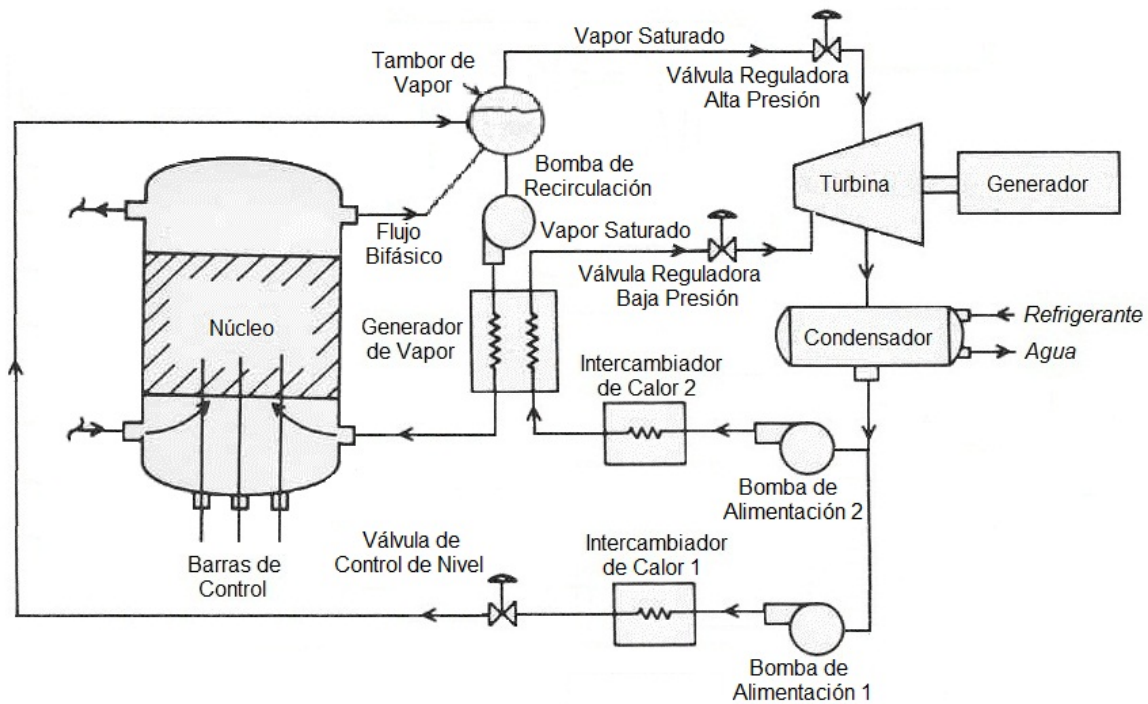 Vapor Saturado
Tambor de
Vapor
Válvula Reguladora
Alta Presión
Bomba de
Recirculación
Turbina
Generador
Flujo
Bifásico
Vapor Saturado
Válvula Reguladora
Baja Presión
Núcleo
Generador
de Vapor
Condensador
Refrigerante
Agua
Intercambiador
de Calor 2
Bomba de
Alimentación 2
Barras de
Control
Válvula de
Control de Nivel
Intercambiador
de Calor 1
Bomba de
Alimentación 1